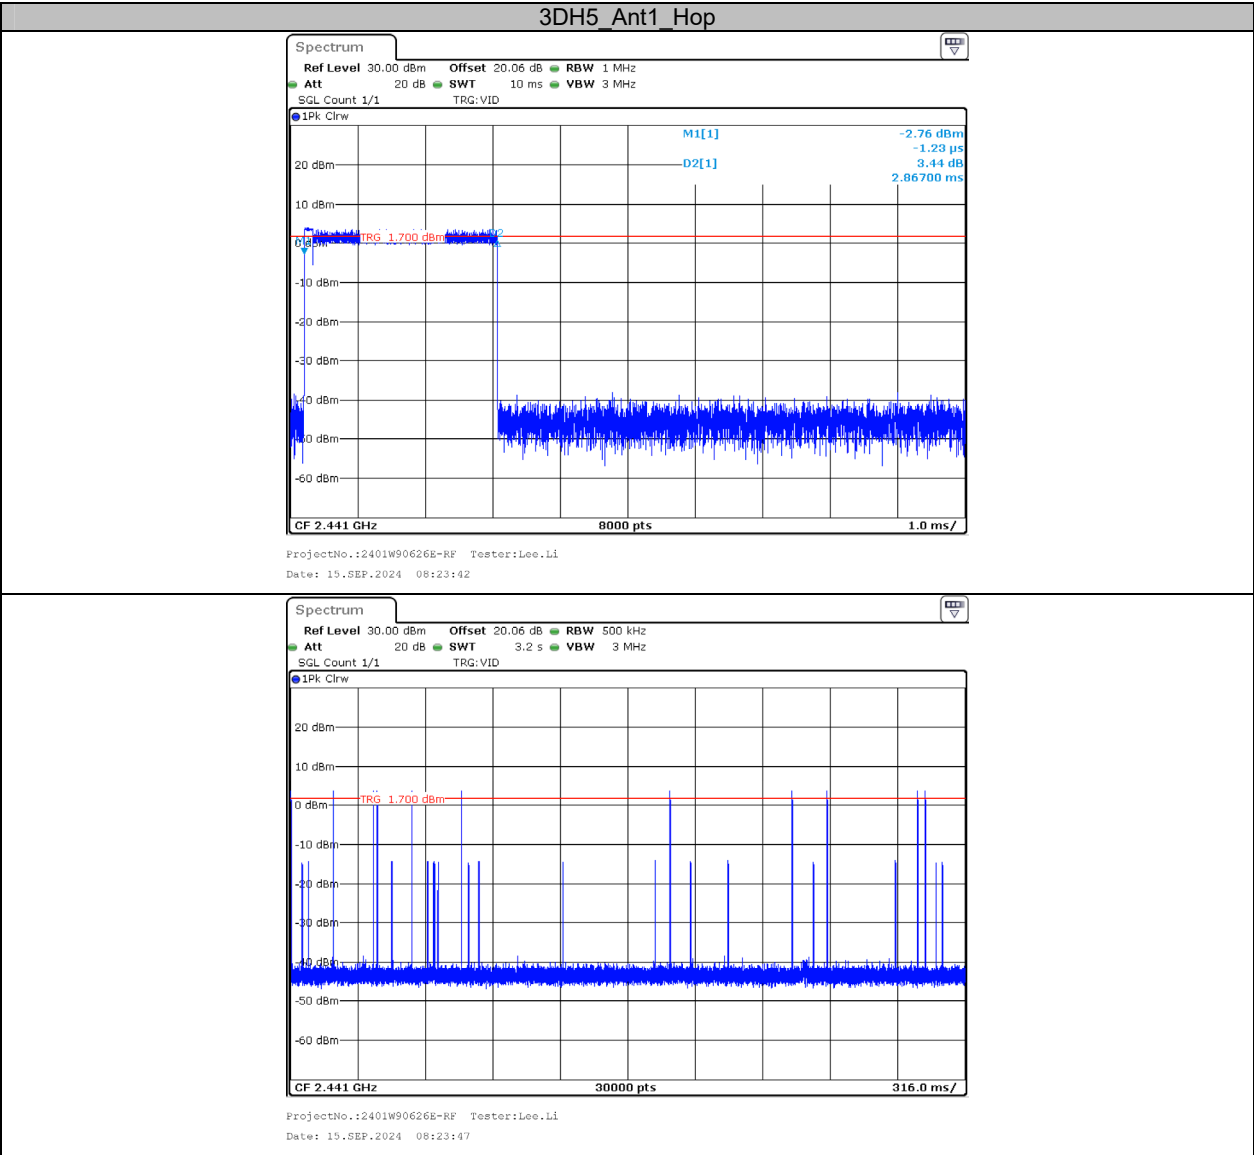 3DH5_Ant1_Hop
Spectrum
Ref Level 30.00 dBm Offset 20.06 dB RBW 1 MHz
Att 20 dB SWT 10 ms VBW 3 MHz
SGL Count 1/1 TRG:VID
1Pk Clrw
M1[1] -2.76 dBm
-1.23 µs
D2[1] 3.44 dB
2.86700 ms
20 dBm
10 dBm
TRG 1.700 dBm
0 dBm
-10 dBm
-20 dBm
-30 dBm
-40 dBm
-50 dBm
-60 dBm
CF 2.441 GHz 8000 pts 1.0 ms/
ProjectNo.:2401W90626E-RF Tester:Lee.Li
Date: 15.SEP.2024 08:23:42
Spectrum
Ref Level 30.00 dBm Offset 20.06 dB RBW 500 kHz
Att 20 dB SWT 3.2 s VBW 3 MHz
SGL Count 1/1 TRG:VID
1Pk Clrw
20 dBm
10 dBm
TRG 1.700 dBm
0 dBm
-10 dBm
-20 dBm
-30 dBm
-40 dBm
-50 dBm
-60 dBm
CF 2.441 GHz 30000 pts 316.0 ms/
ProjectNo.:2401W90626E-RF Tester:Lee.Li
Date: 15.SEP.2024 08:23:47